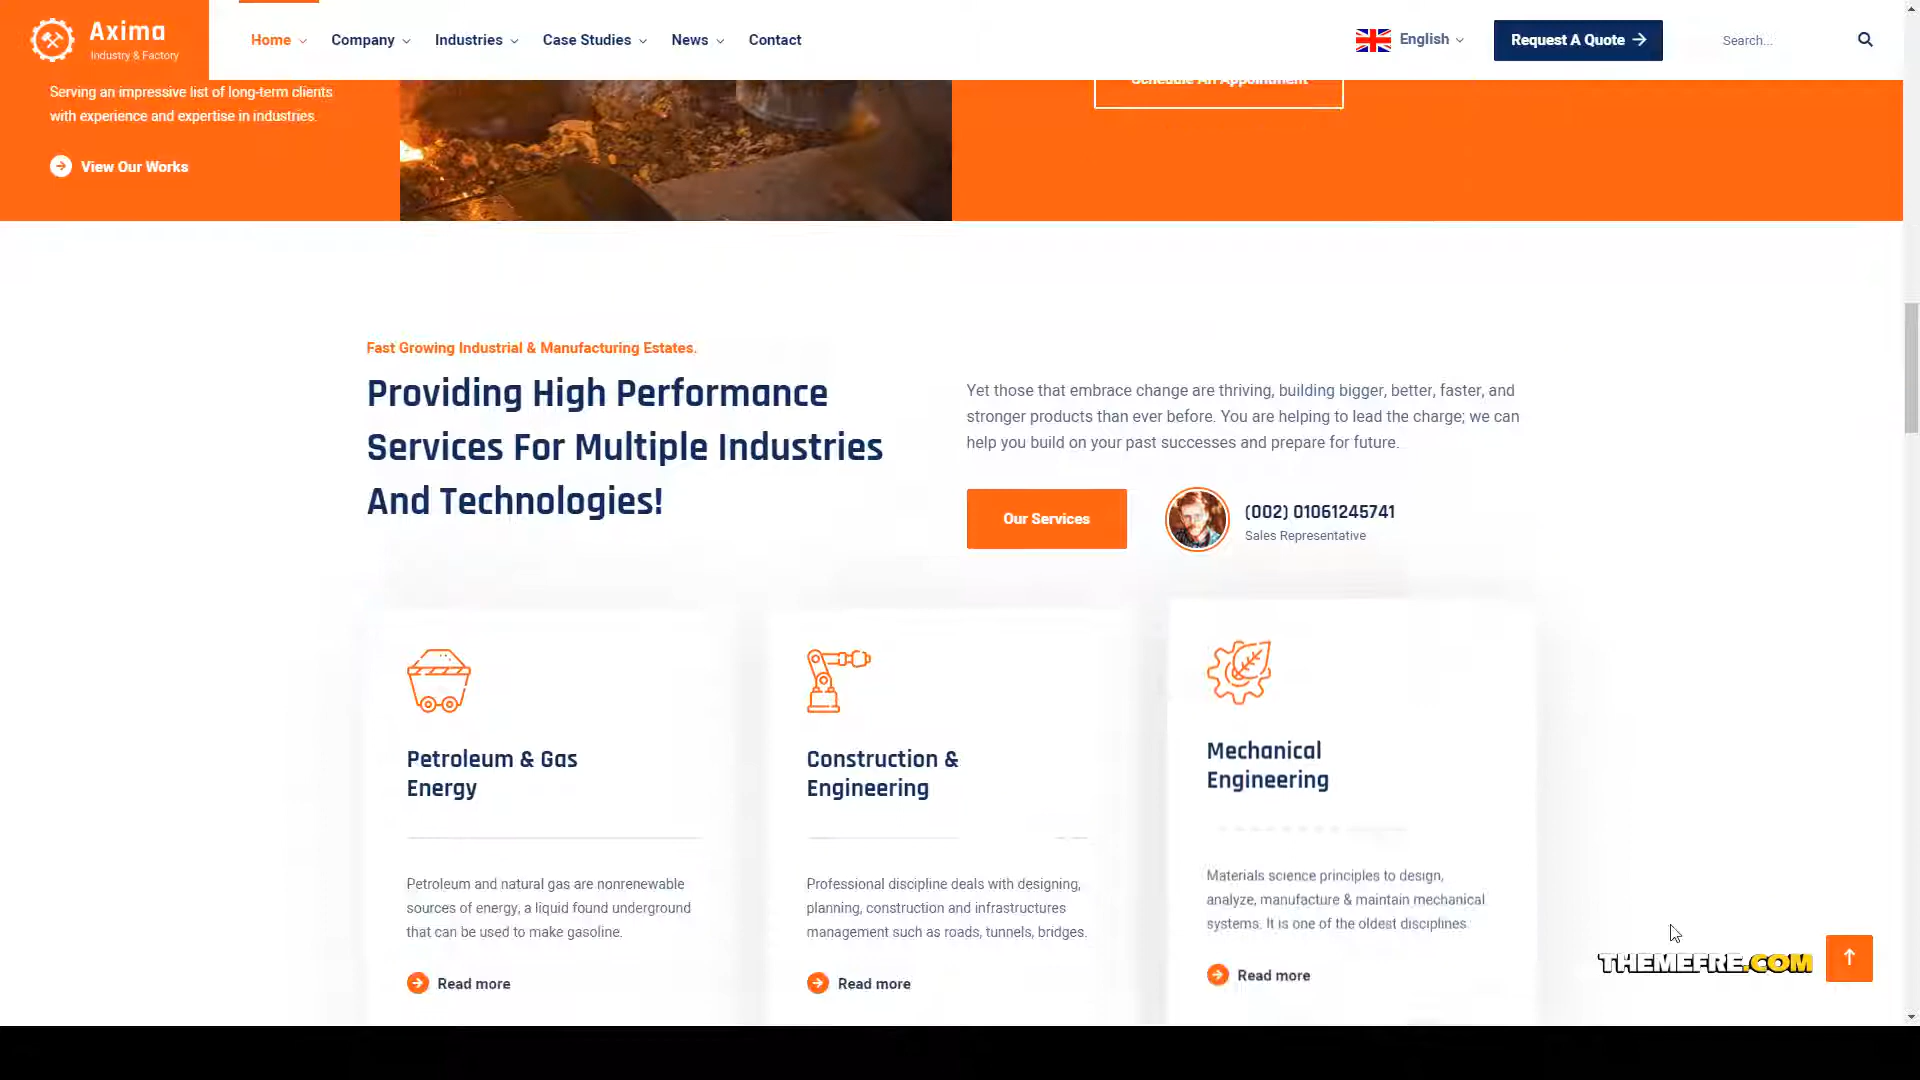 Axima
Industry & Factory
Home
Company
Industries
Case Studies
News
Contact
English
Request A Quote
Search...
Serving an impressive list of long-term clients
with experience and expertise in industries.
View Our Works
Schedule An Appointment
Fast Growing Industrial & Manufacturing Estates.
Providing High Performance
Services For Multiple Industries
And Technologies!
Yet those that embrace change are thriving, building bigger, better, faster, and
stronger products than ever before. You are helping to lead the charge; we can
help you build on your past successes and prepare for future.
Our Services
(002) 01061245741
Sales Representative
Petroleum & Gas
Energy
Petroleum and natural gas are nonrenewable
sources of energy, a liquid found underground
that can be used to make gasoline.
Read more
Construction &
Engineering
Professional discipline deals with designing,
planning, construction and infrastructures
management such as roads, tunnels, bridges.
Read more
Mechanical
Engineering
Materials science principles to design,
analyze, manufacture & maintain mechanical
systems. It is one of the oldest disciplines
Read more
THEMEFRE.COM